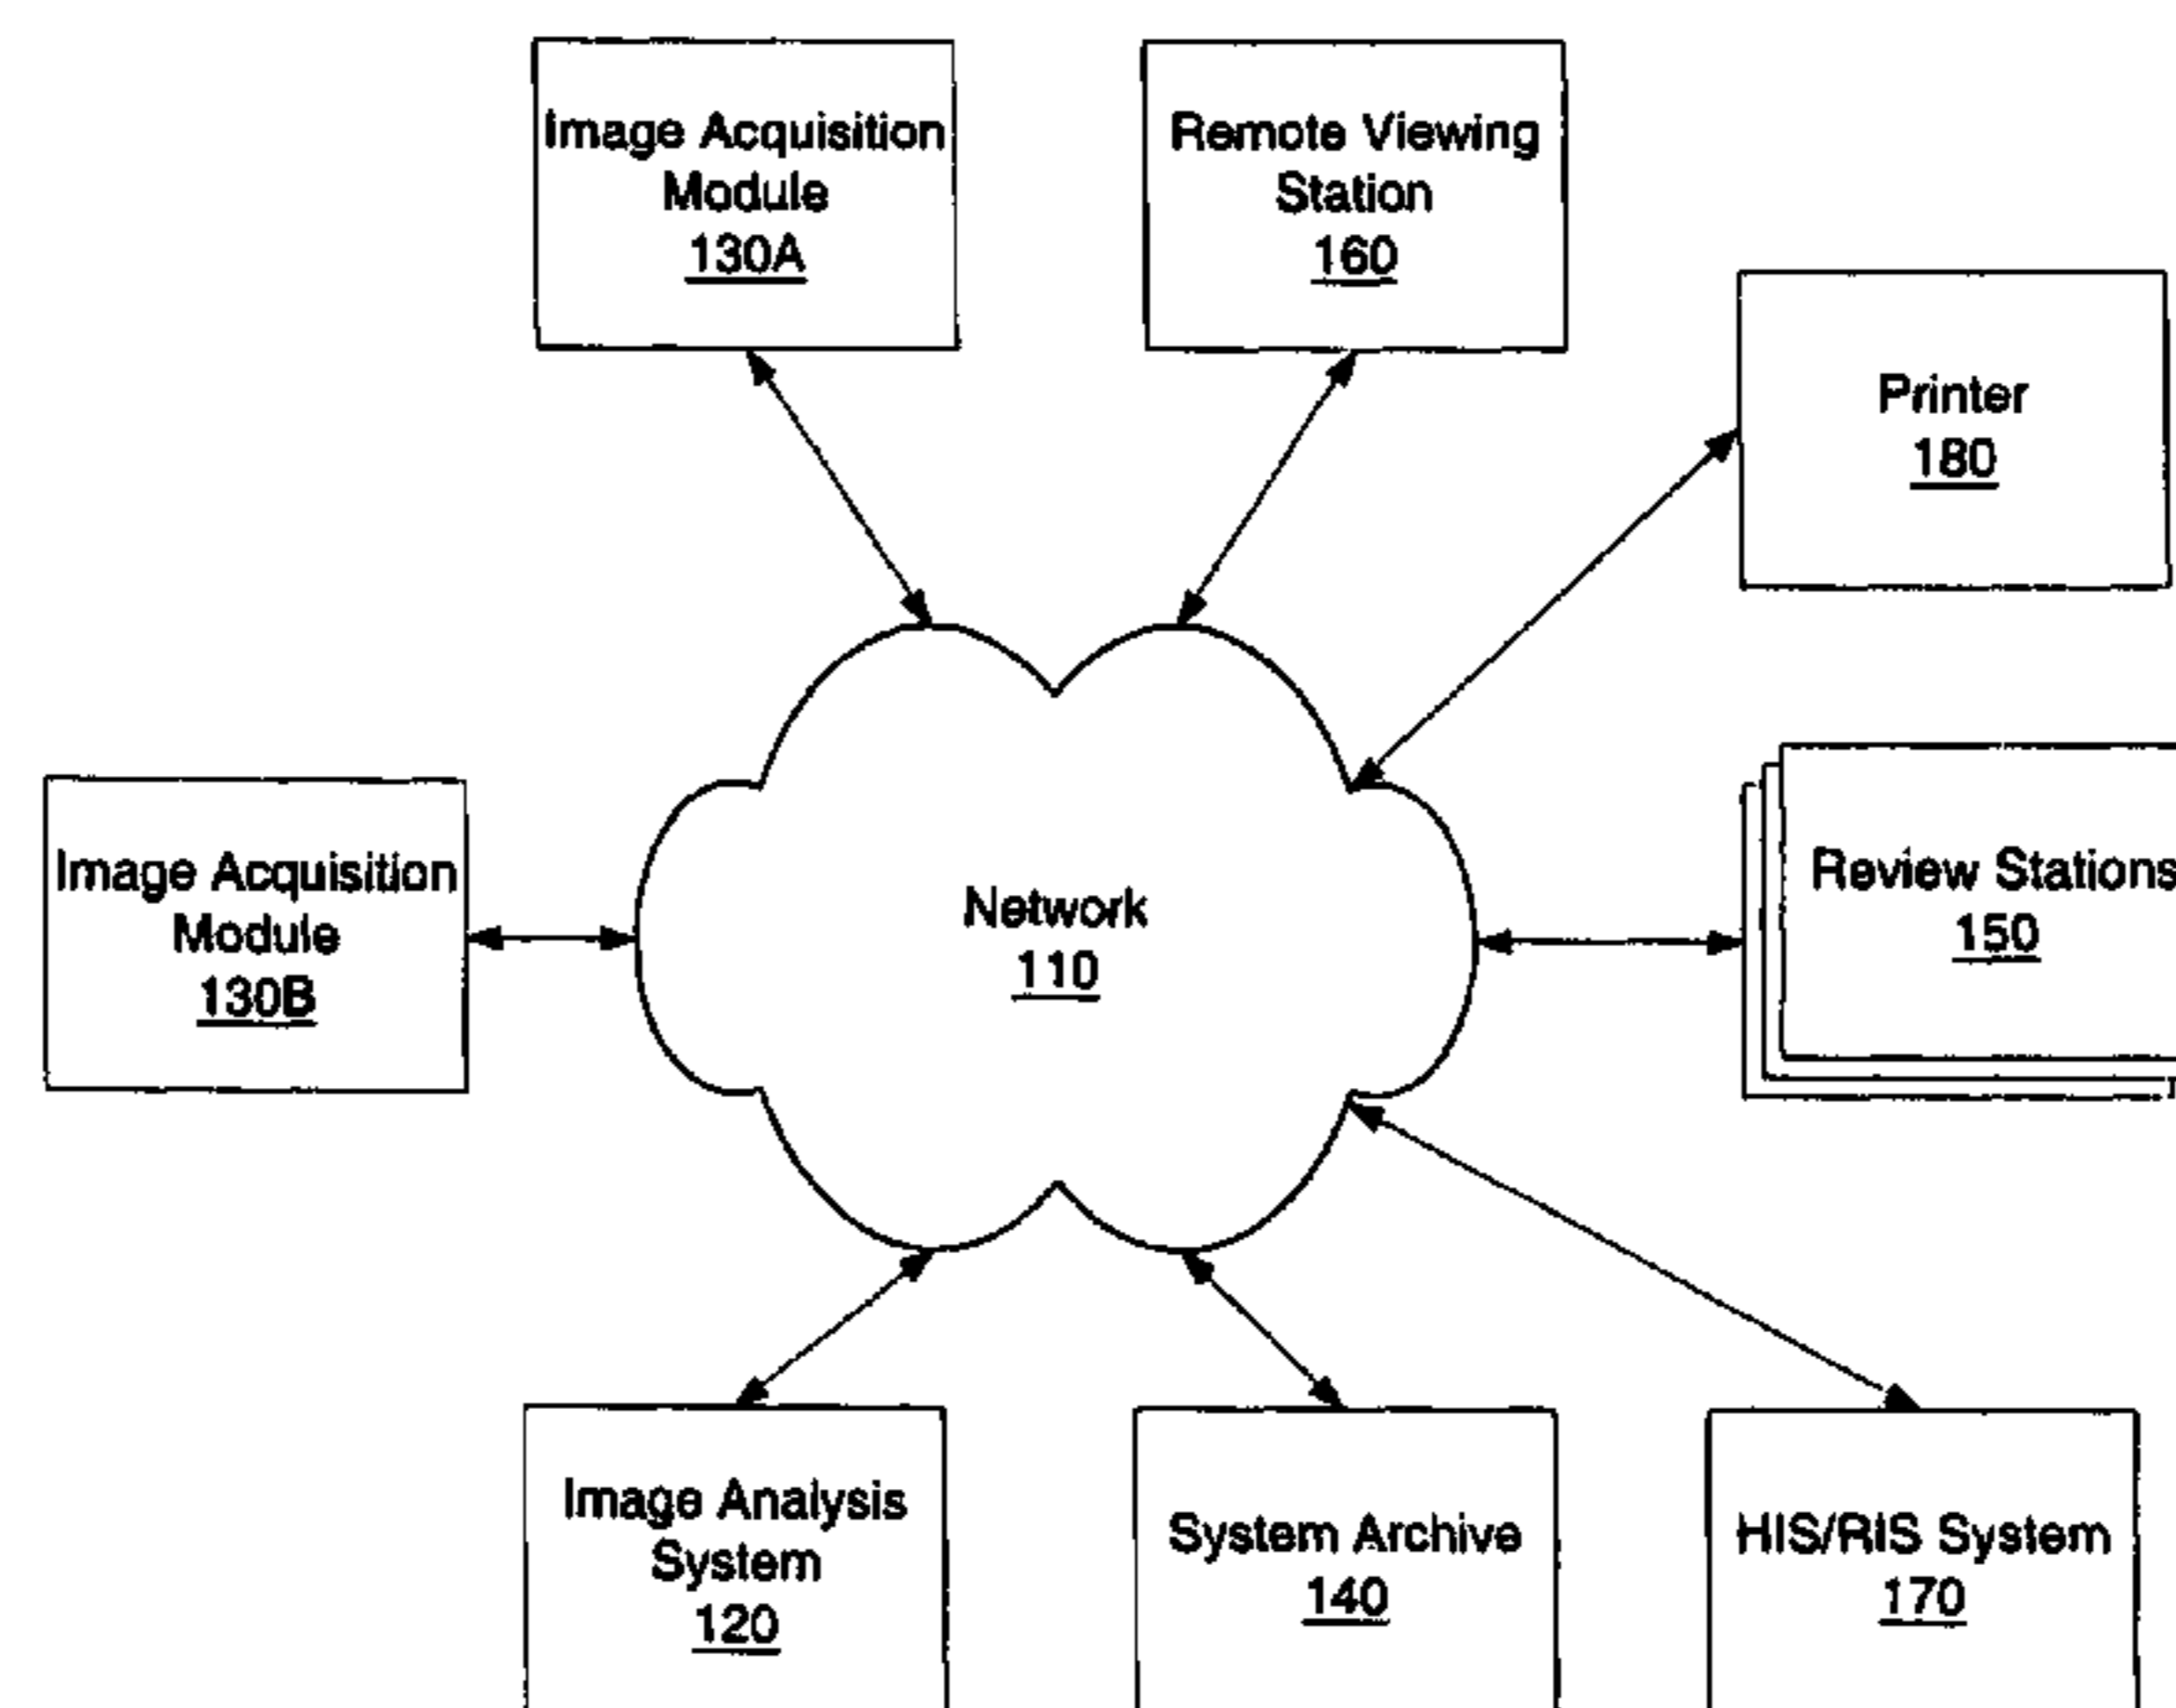 Image Acquisition
Module
130A
Remote Viewing
Station
160
Printer
180
Image Acquisition
Module
130B
Network
110
Review Stations
150
Image Analysis
System
120
System Archive
140
HIS/RIS System
170